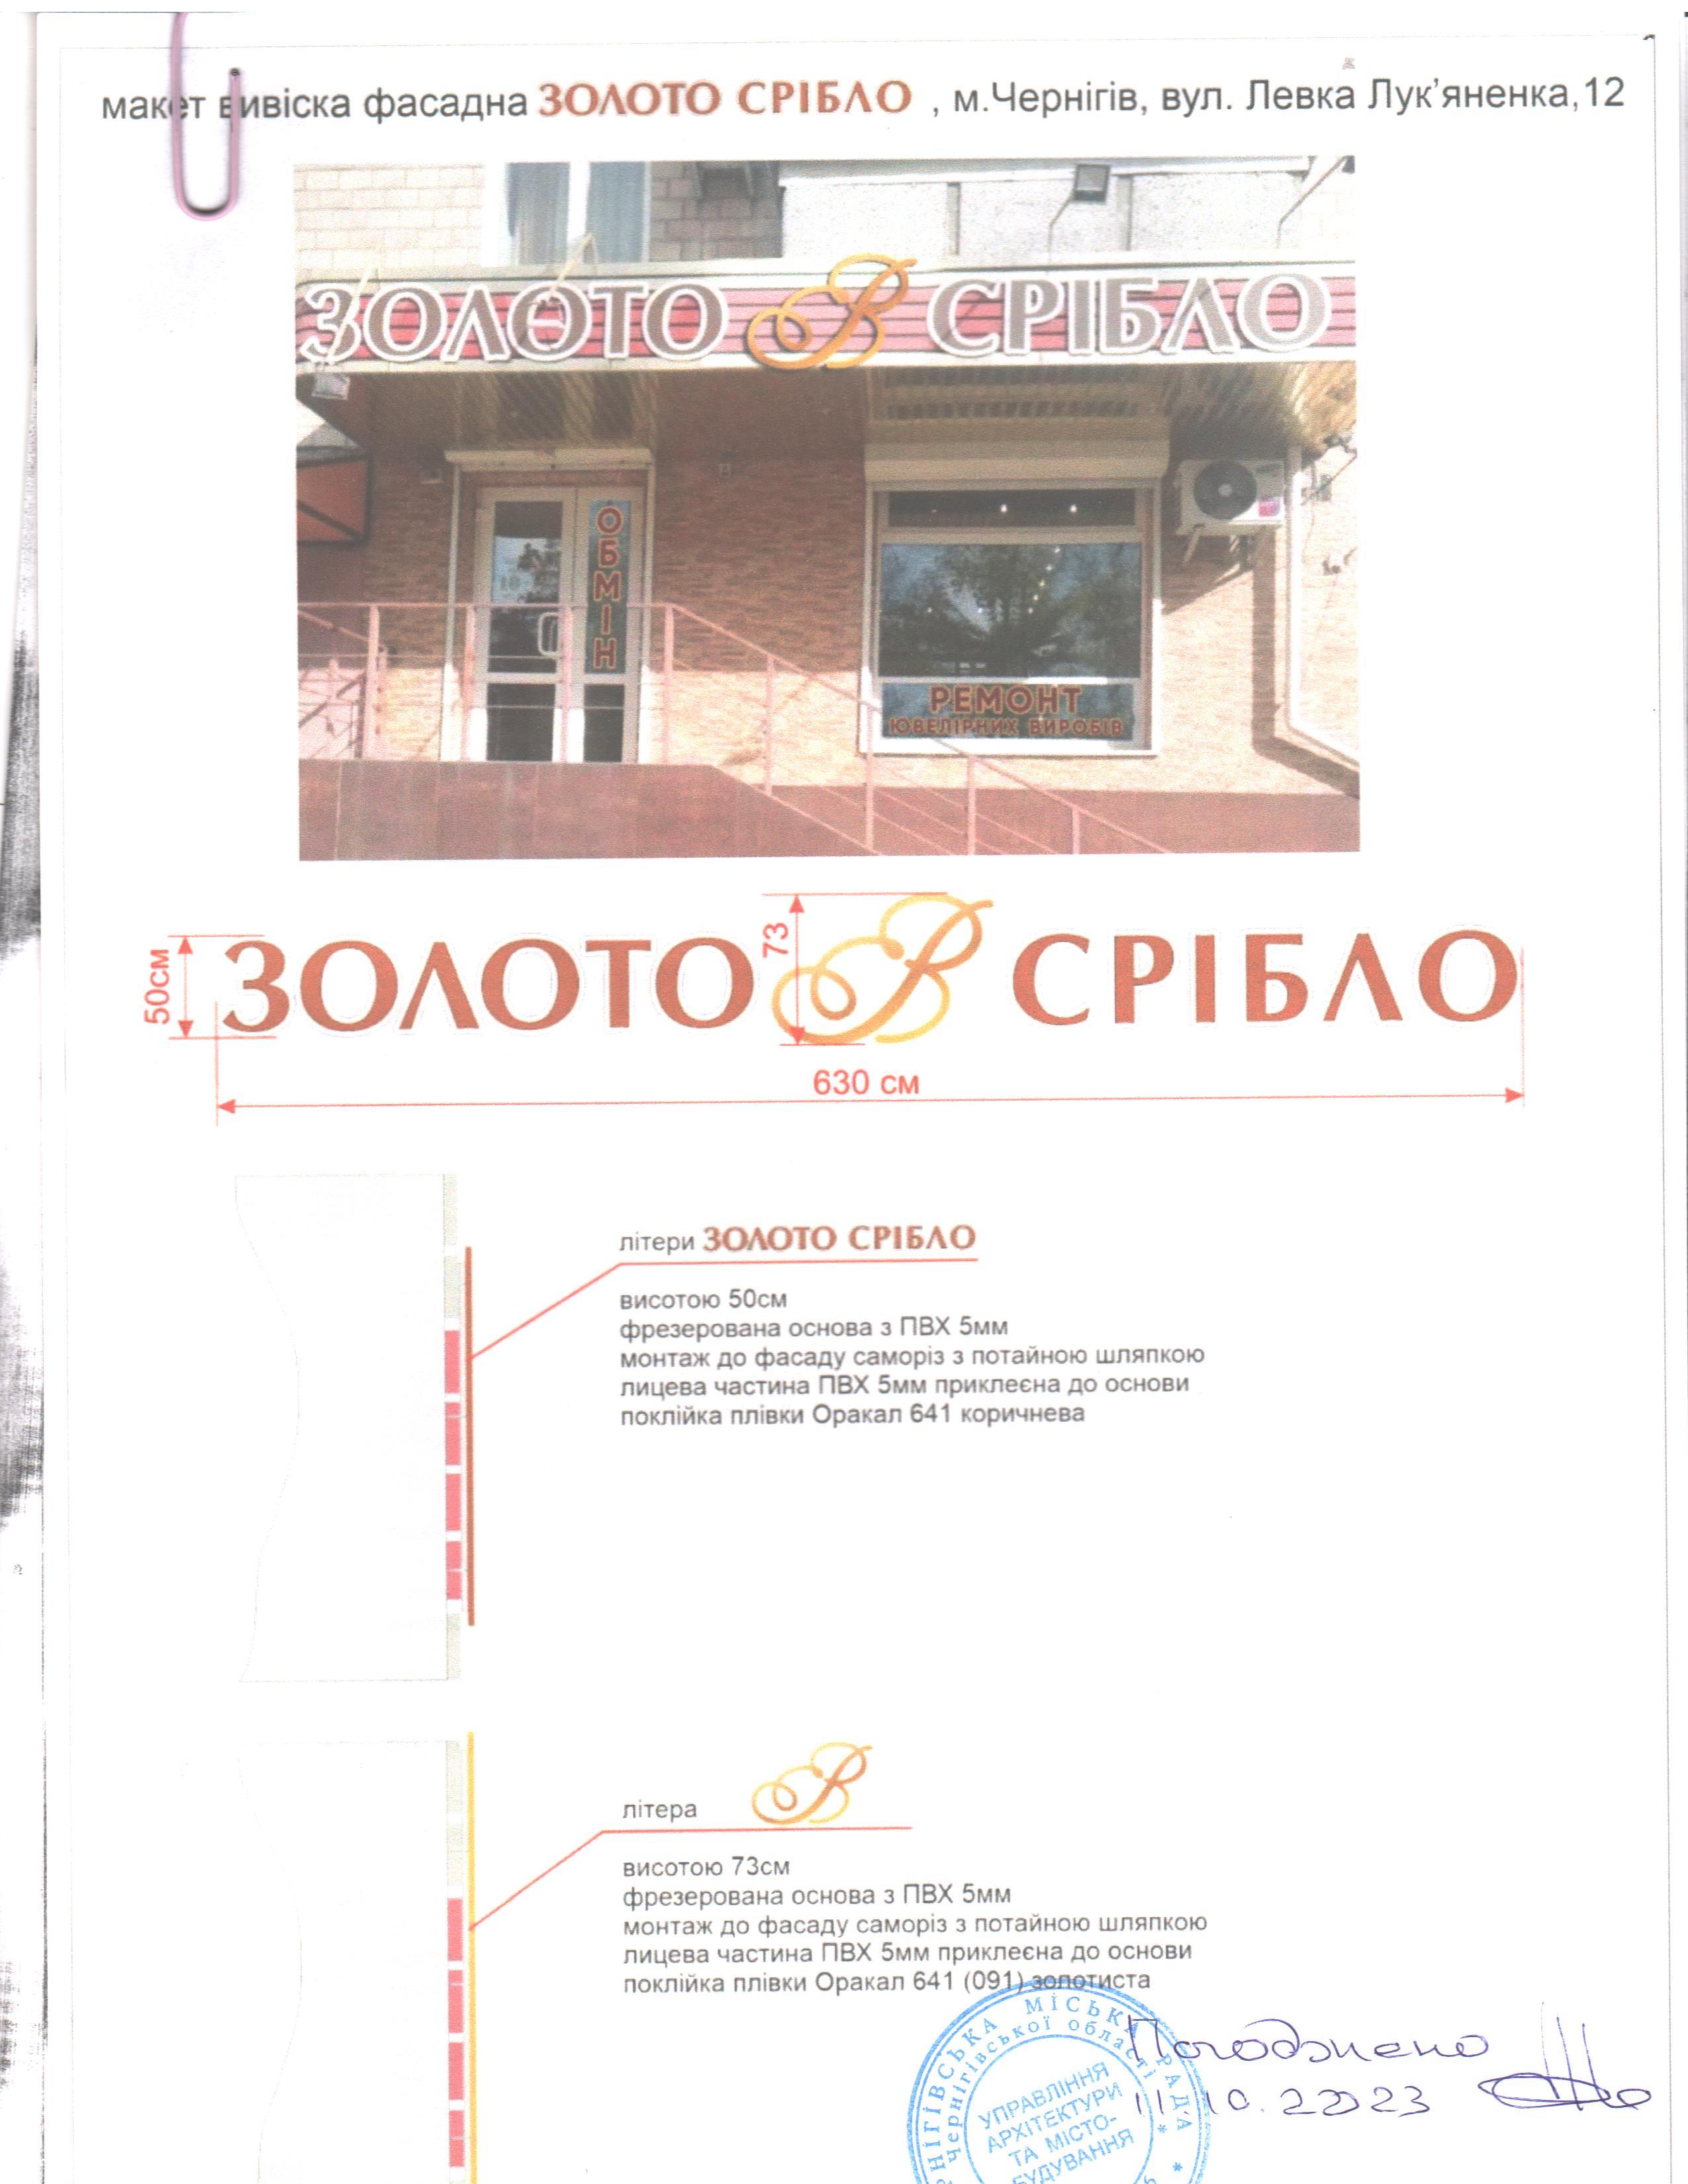 макет вивіска фасадна ЗОЛОТО СРІБЛО , м.Чернігів, вул. Левка Лук’яненка,12
ЗОЛОТО В СРІБЛО
ОБМІН
РЕМОНТ
ЮВЕЛІРНИХ ВИРОБІВ
50см
73
ЗОЛОТО В СРІБЛО
630 см
літери ЗОЛОТО СРІБЛО
висотою 50см
фрезерована основа з ПВХ 5мм
монтаж до фасаду саморіз з потайною шляпкою
лицева частина ПВХ 5мм приклеєна до основи
поклійка плівки Оракал 641 коричнева
літера В
висотою 73см
фрезерована основа з ПВХ 5мм
монтаж до фасаду саморіз з потайною шляпкою
лицева частина ПВХ 5мм приклеєна до основи
поклійка плівки Оракал 641 (091) золотиста
МІСЬКА РАДА
Чернігівської області
УПРАВЛІННЯ
АРХІТЕКТУРИ
ТА МІСТО-
БУДУВАННЯ
Погоджено
11.10.2023